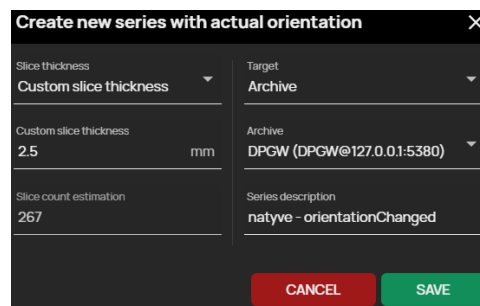 Create new series with actual orientation
Slice thickness
Custom slice thickness
Target
Archive
Custom slice thickness
2.5 mm
Archive
DPGW (DPGW@127.0.0.1:5380)
Slice count estimation
267
Series description
natyve - orientationChanged
CANCEL
SAVE